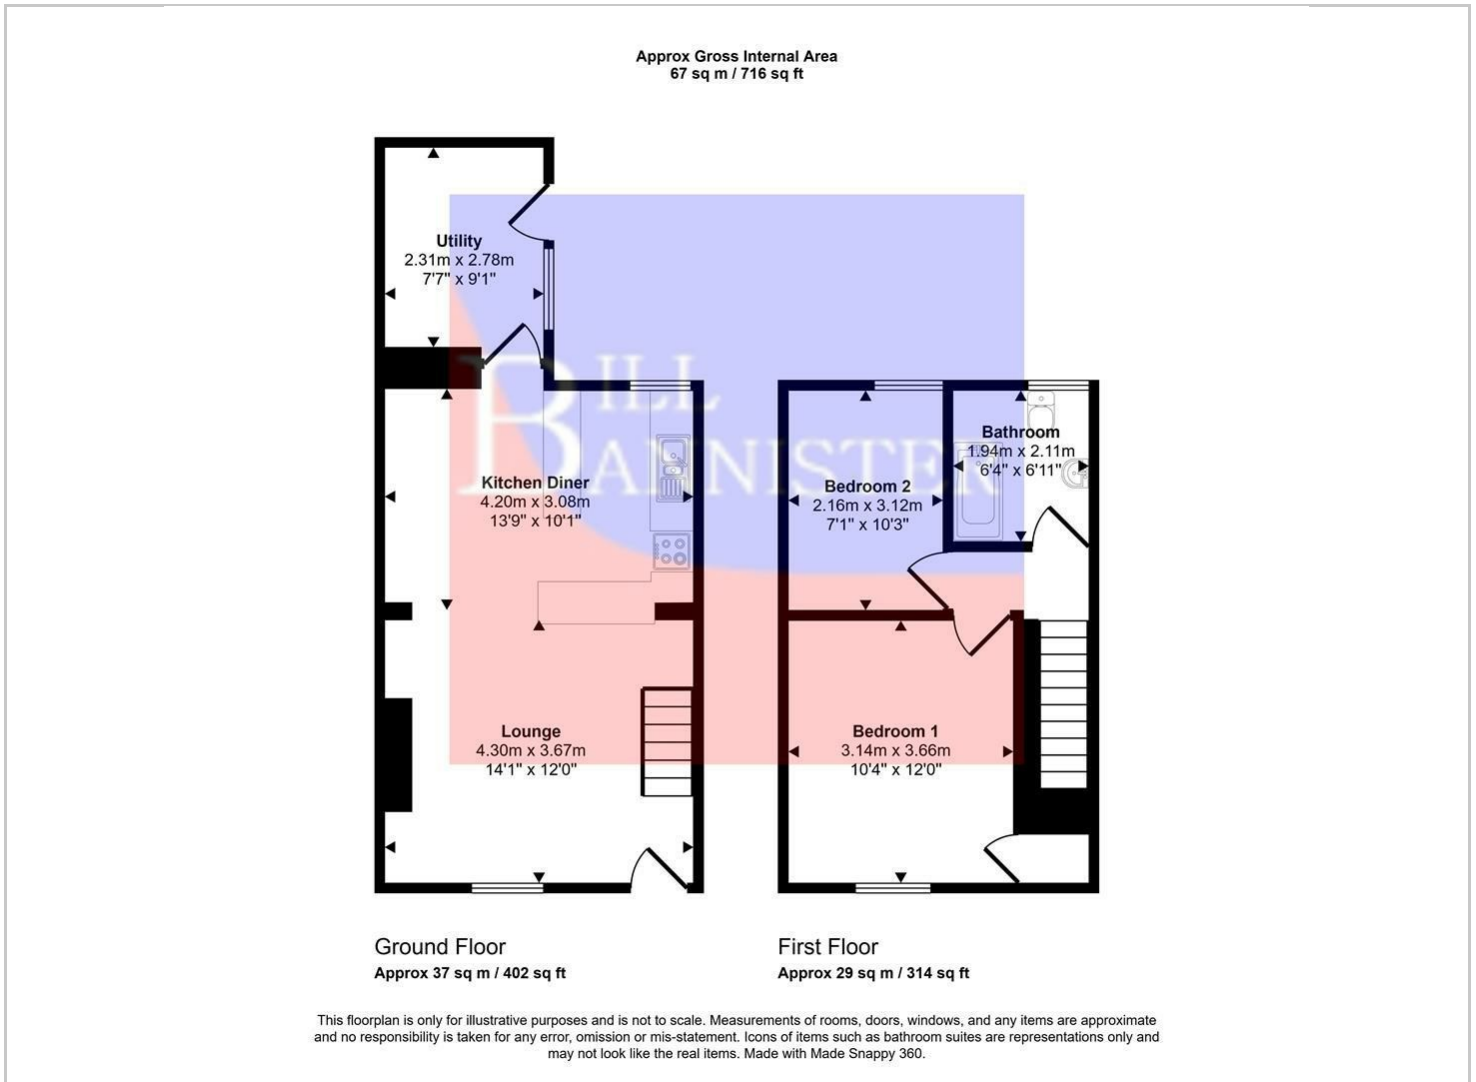 Approx Gross Internal Area
67 sq m / 716 sq ft
Utility
2.31m x 2.78m
7'7" x 9'1"
BILL
BANNISTER
Kitchen Diner
4.20m x 3.08m
13'9" x 10'1"
Lounge
4.30m x 3.67m
14'1" x 12'0"
Bathroom
1.94m x 2.11m
6'4" x 6'11"
Bedroom 2
2.16m x 3.12m
7'1" x 10'3"
Bedroom 1
3.14m x 3.66m
10'4" x 12'0"
Ground Floor
Approx 37 sq m / 402 sq ft
First Floor
Approx 29 sq m / 314 sq ft
This floorplan is only for illustrative purposes and is not to scale. Measurements of rooms, doors, windows, and any items are approximate
and no responsibility is taken for any error, omission or mis-statement. Icons of items such as bathroom suites are representations only and
may not look like the real items. Made with Made Snappy 360.